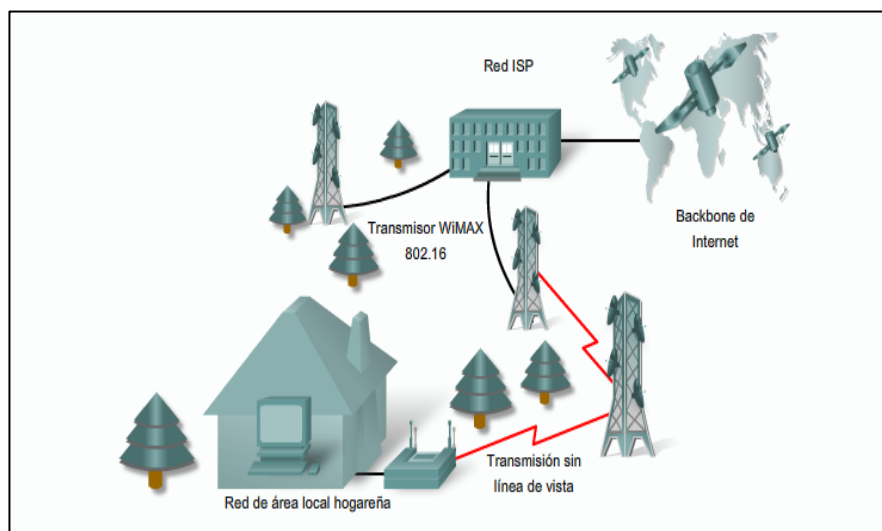 Red ISP
Transmisor WiMAX
802.16
Backbone de
Internet
Transmisión sin
línea de vista
Red de área local hogareña